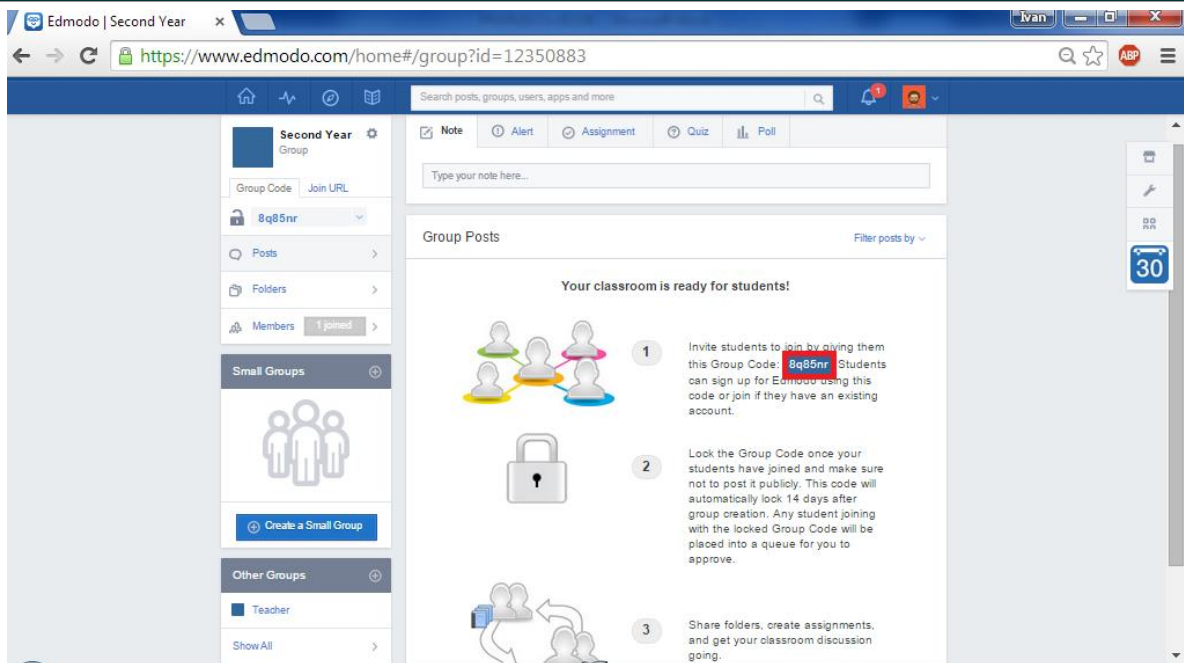 Edmodo | Second Year
Ivan
https://www.edmodo.com/home#/group?id=12350883
ABP
Search posts, groups, users, apps and more
1
Second Year
Group
Note
Alert
Assignment
Quiz
Poll
Type your note here...
Group Code
Join URL
8q85nr
Posts
Folders
Members
1 joined
Group Posts
Filter posts by
30
Your classroom is ready for students!
1
Invite students to join by giving them
this Group Code: 8q85nr Students
can sign up for Edmodo using this
code or join if they have an existing
account.
2
Lock the Group Code once your
students have joined and make sure
not to post it publicly. This code will
automatically lock 14 days after
group creation. Any student joining
with the locked Group Code will be
placed into a queue for you to
approve.
3
Share folders, create assignments,
and get your classroom discussion
going.
Small Groups
Create a Small Group
Other Groups
Teacher
Show All